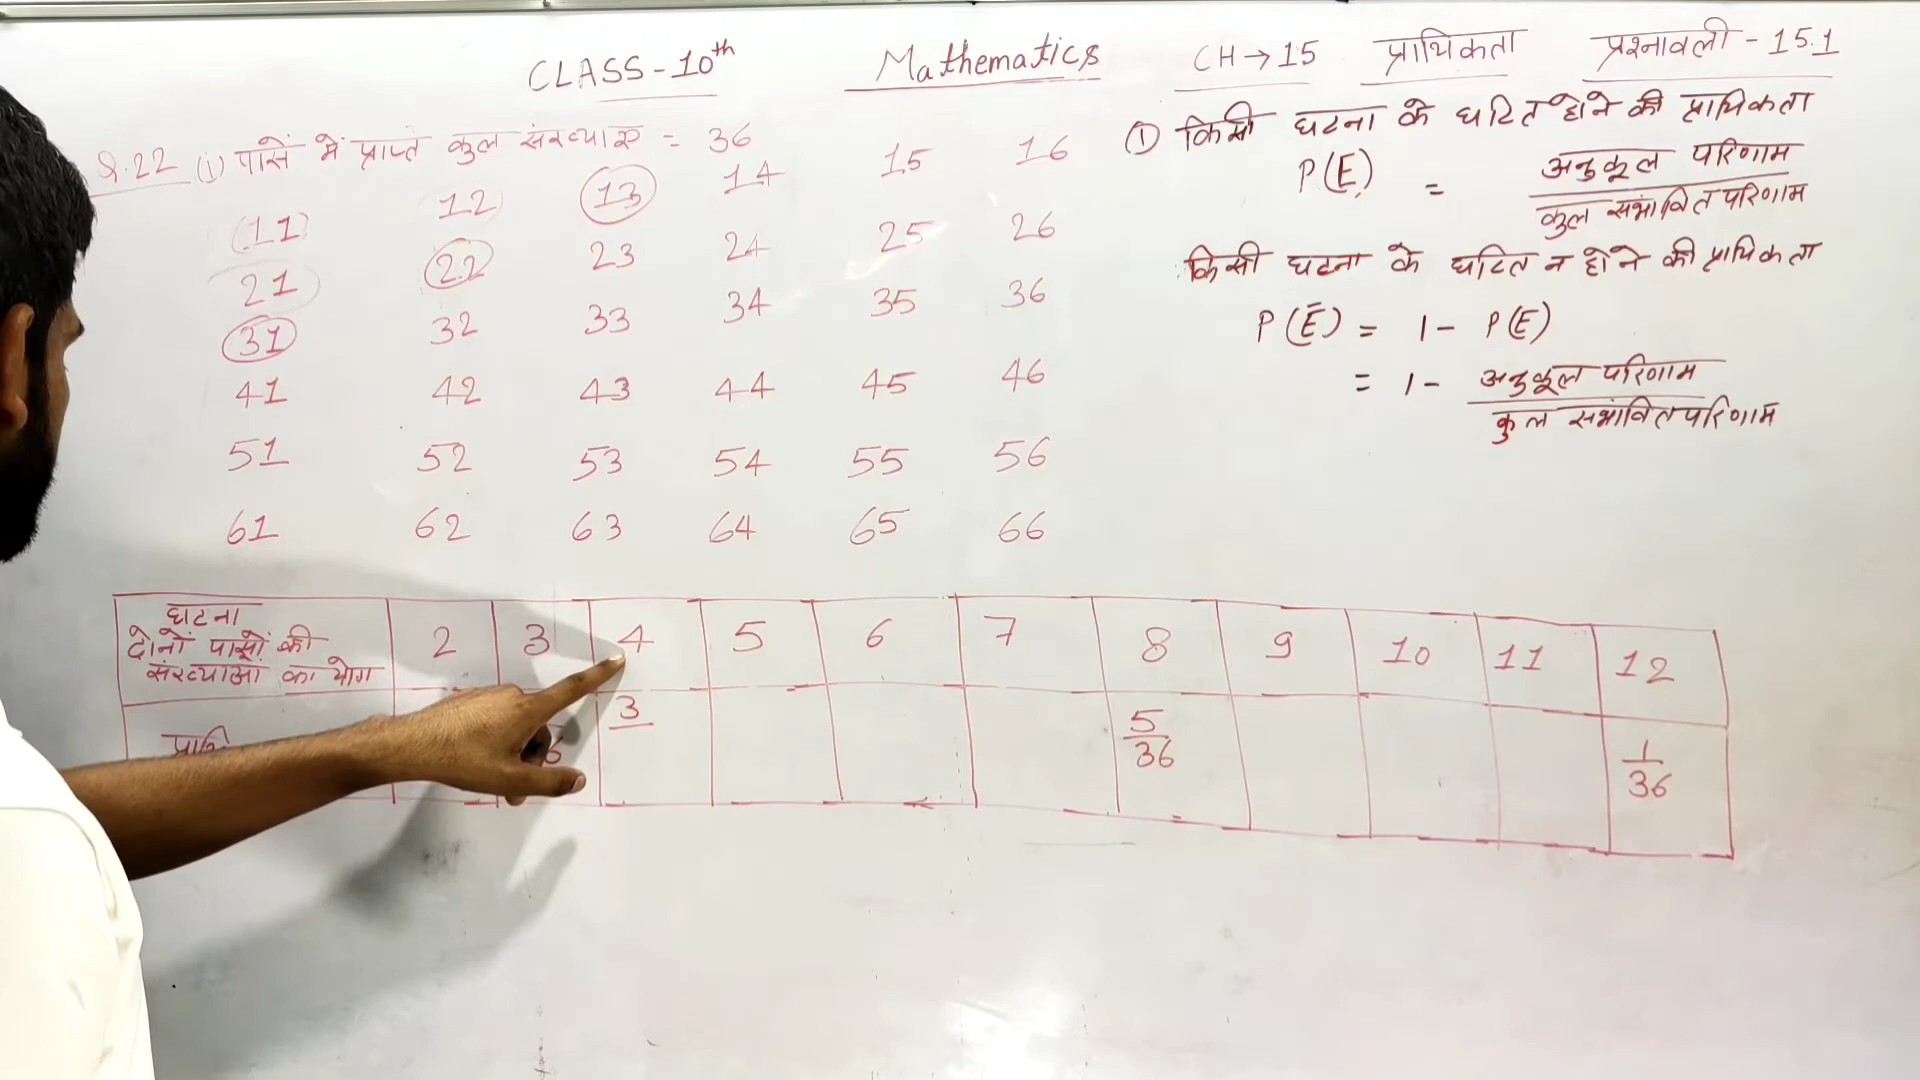 CLASS-10th Mathematics CH→15 प्रायिकता प्रश्नावली-15.1
Q.22 (i) पासे में प्राप्त कुल संख्याए = 36
(11) 12 13 14 15 16
21 22 23 24 25 26
31 32 33 34 35 36
41 42 43 44 45 46
51 52 53 54 55 56
61 62 63 64 65 66
① किसी घटना के घटित होने की प्रायिकता
P(E) = अनुकूल परिणाम
कुल संभावित परिणाम
किसी घटना के घटित न होने की प्रायिकता
P(Ē) = 1 - P(E)
= 1 - अनुकूल परिणाम
कुल संभावित परिणाम
घटना
दोनों पासों की
संख्याओं का योग
2 3 4 5 6 7 8 9 10 11 12
3
5
36
1
36